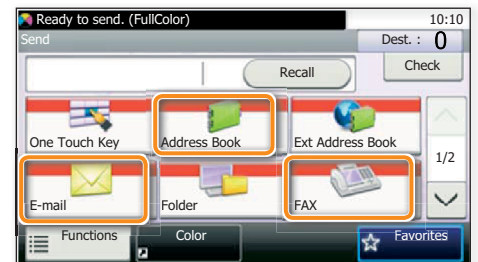 Ready to send. (FullColor) 10:10
Send Dest. : 0
Recall Check
One Touch Key Address Book Ext Address Book
1/2
E-mail Folder FAX
Functions Color Favorites